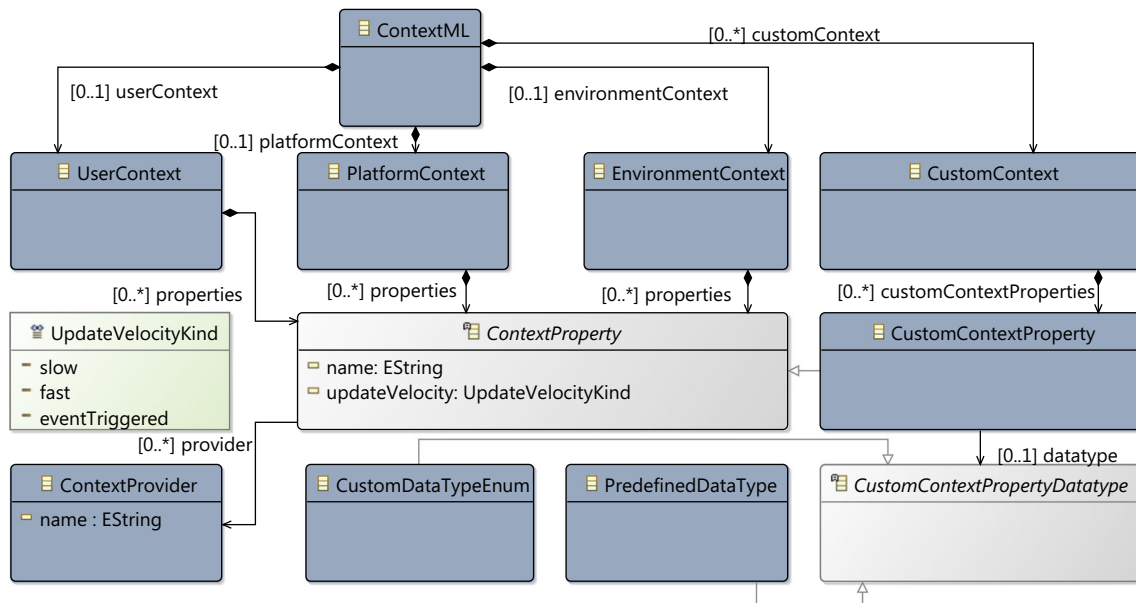 ContextML
[0..*] customContext
[0..1] userContext
[0..1] environmentContext
[0..1] platformContext
UserContext
PlatformContext
EnvironmentContext
CustomContext
[0..*] properties
[0..*] properties
[0..*] properties
[0..*] customContextProperties
UpdateVelocityKind
slow
fast
eventTriggered
ContextProperty
name: EString
updateVelocity: UpdateVelocityKind
CustomContextProperty
[0..*] provider
[0..1] datatype
ContextProvider
name : EString
CustomDataTypeEnum
PredefinedDataType
CustomContextPropertyDatatype